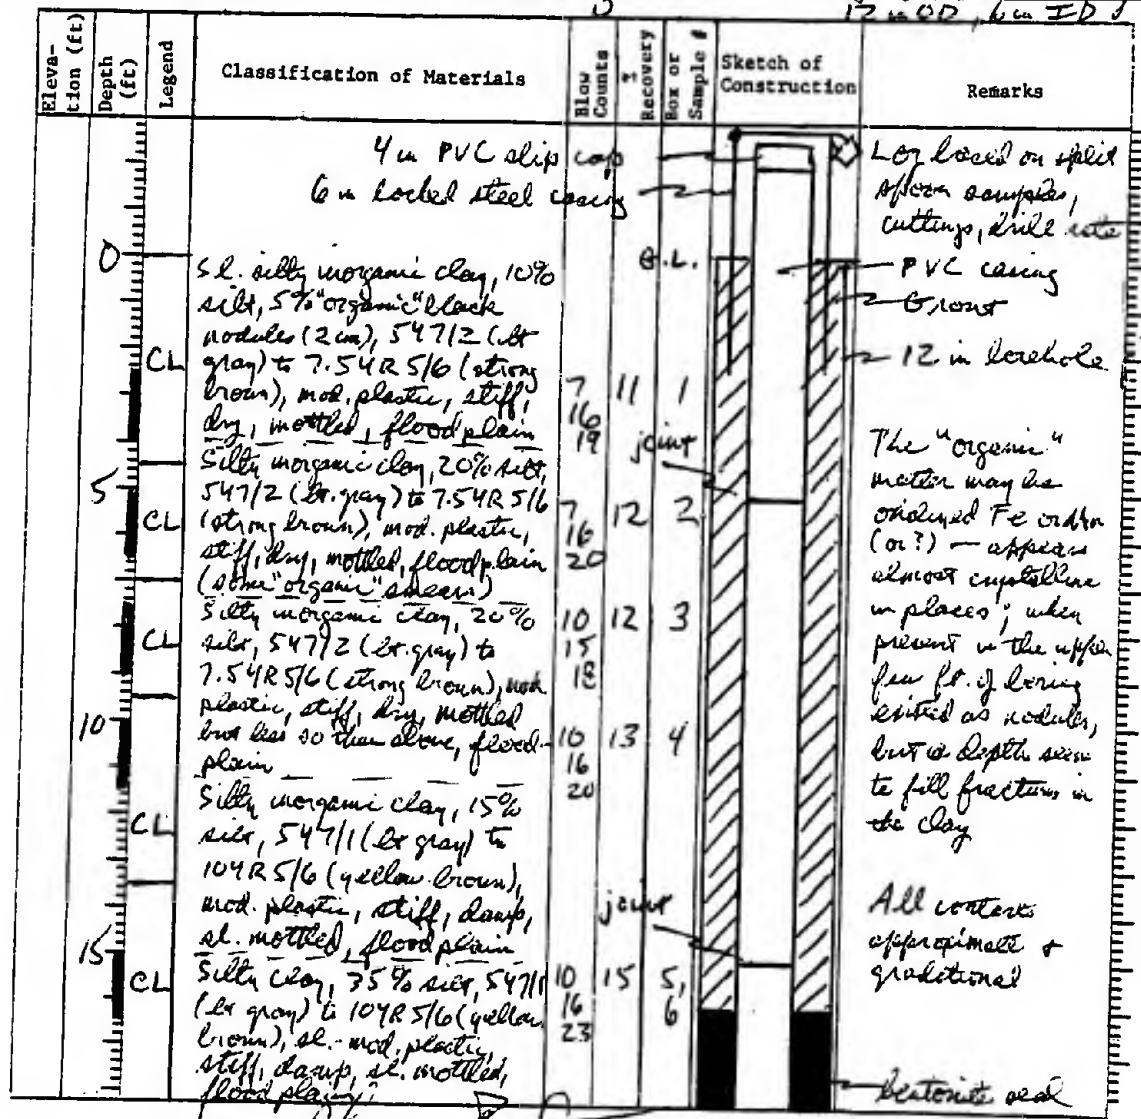 12 in OD, 6 in ID
Eleva-
tion (ft)
Depth
(ft)
Legend
Classification of Materials
Blow
Counts
%
Recovery
Box or
Sample #
Sketch of
Construction
Remarks
4 in PVC slip cap
6 in locked steel casing
G.L.
joint
joint
Log based on split
spoon samples,
cuttings, drill rate
PVC casing
Grout
12 in borehole
0
5
10
15
CL
CL
CL
CL
CL
Sl. silty inorganic clay, 10%
silt, 5% "organic" black
nodules (2 cm), 5Y7/2 (lt
gray) to 7.5YR 5/6 (strong
brown), mod. plastic, stiff,
dry, mottled, flood plain
Silty inorganic clay, 20% silt,
5Y7/2 (lt. gray) to 7.5YR 5/6
(strong brown), mod. plastic,
stiff, dry, mottled, flood plain
(some "organic" smears)
Silty inorganic clay, 20%
silt, 5Y7/2 (lt. gray) to
7.5YR 5/6 (strong brown), mod.
plastic, stiff, dry, mottled
but less so than above, flood-
plain
Silty inorganic clay, 15%
silt, 5Y7/1 (lt gray) to
10YR 5/6 (yellow-brown),
mod. plastic, stiff, damp,
sl. mottled, flood plain
Silty clay, 35% silt, 5Y7/1
(lt gray) to 10YR 5/6 (yellow
brown), sl.-mod. plastic,
stiff, damp, sl. mottled,
flood plain
7 11 1
16
19
7 12 2
16
20
10 12 3
15
18
10 13 4
16
20
10 15 5,
16 6
23
The "organic"
matter may be
oxidized Fe and/or
(or?) — appears
almost crystalline
in places; when
present in the upper
few ft. of boring
existed as nodules,
but @ depth seem
to fill fractures in
the clay
All contacts
approximate +
gradational
bentonite seal